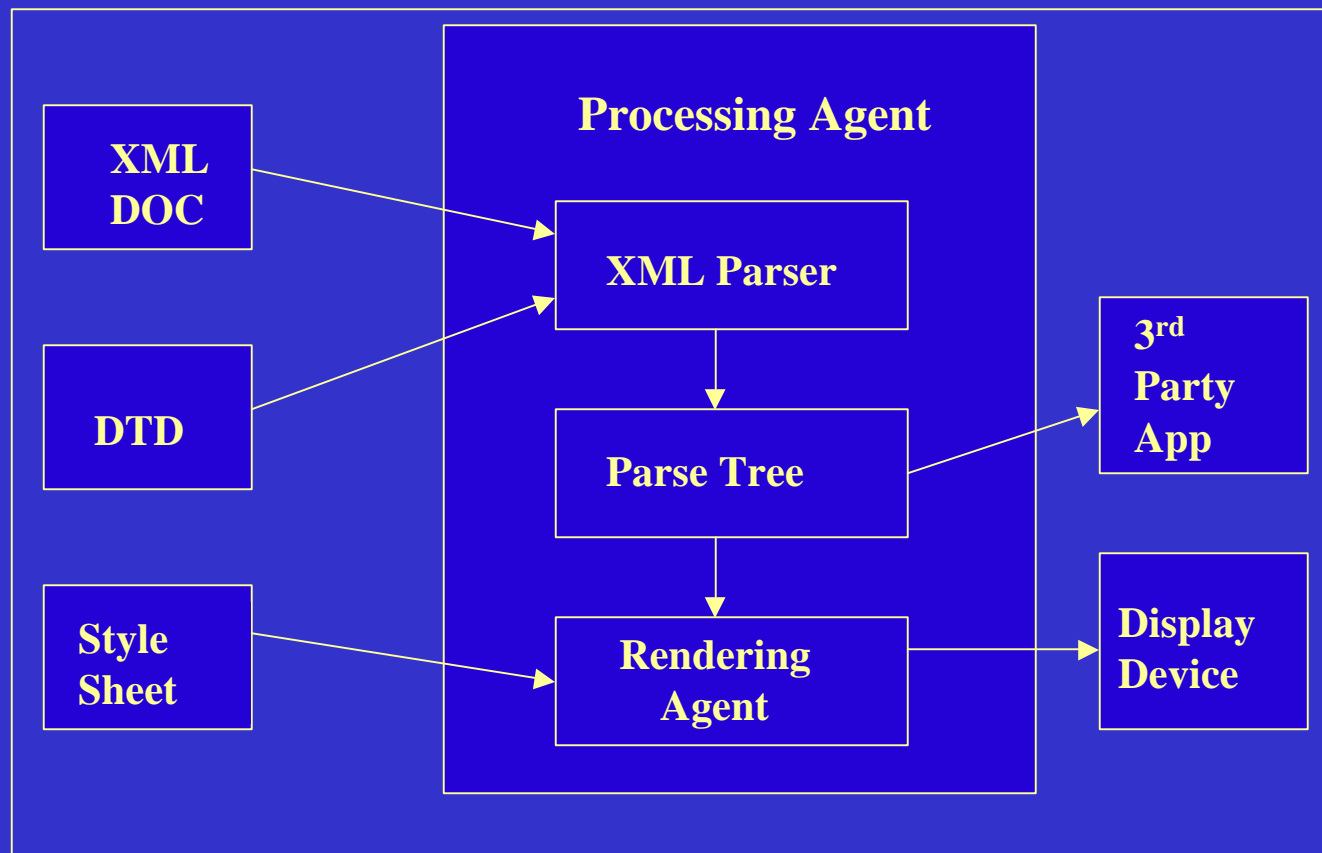 Processing Agent
XML
DOC
XML Parser
DTD
Parse Tree
3rd
Party
App
Style
Sheet
Rendering
Agent
Display
Device